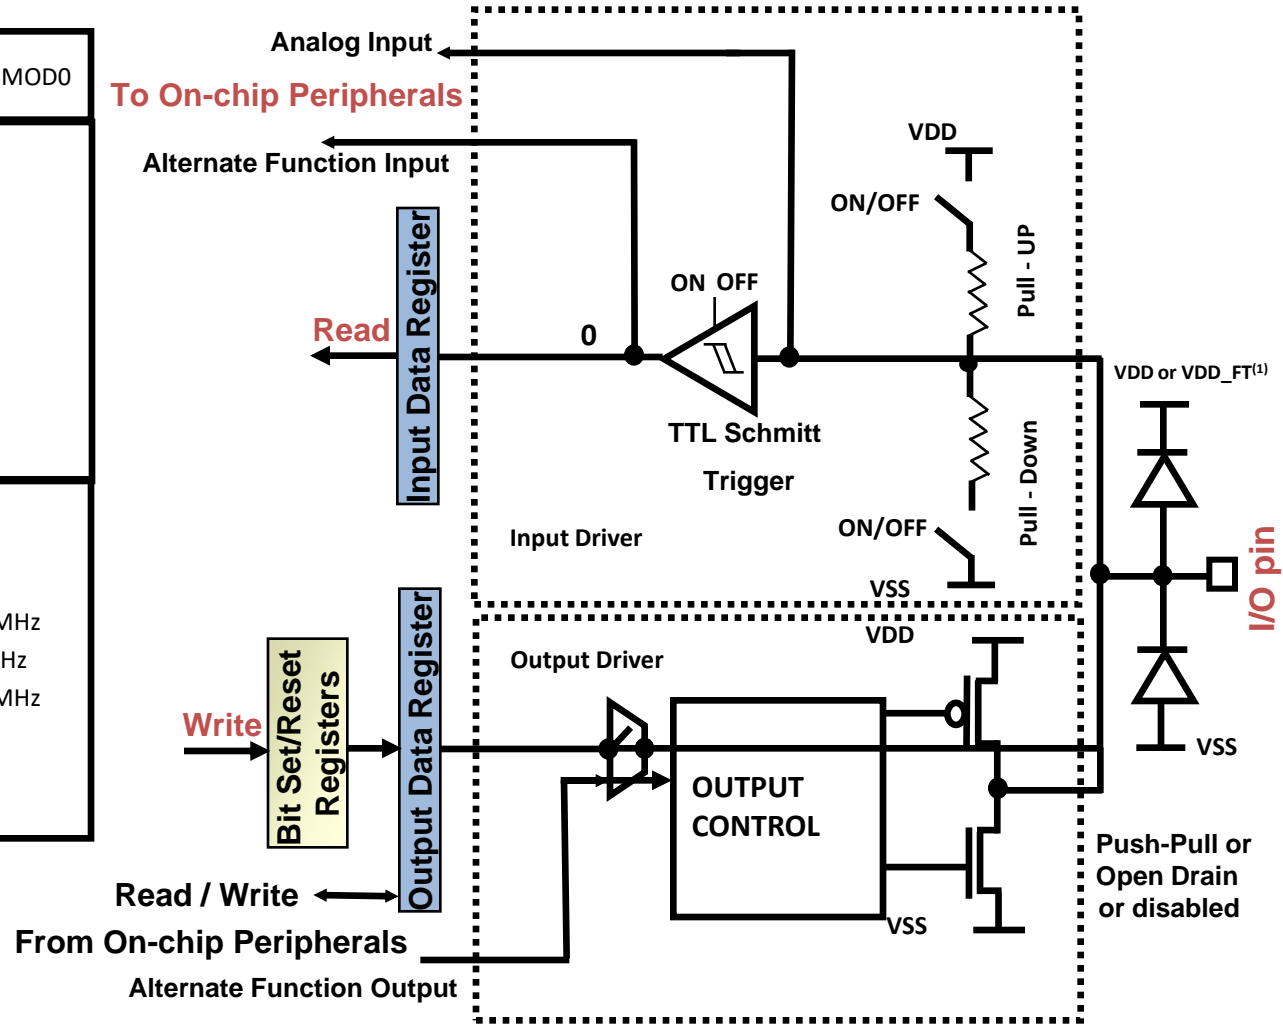 MOD0
MHz
Hz
MHz
Analog Input
To On-chip Peripherals
Alternate Function Input
VDD
ON/OFF
Pull - UP
ON OFF
Read
Input Data Register
0
TTL Schmitt
Trigger
Pull - Down
ON/OFF
VSS
Input Driver
VDD or VDD_FT(1)
I/O pin
VSS
Output Driver
VDD
Write
Bit Set/Reset
Registers
Output Data Register
OUTPUT
CONTROL
VSS
Push-Pull or
Open Drain
or disabled
Read / Write
From On-chip Peripherals
Alternate Function Output